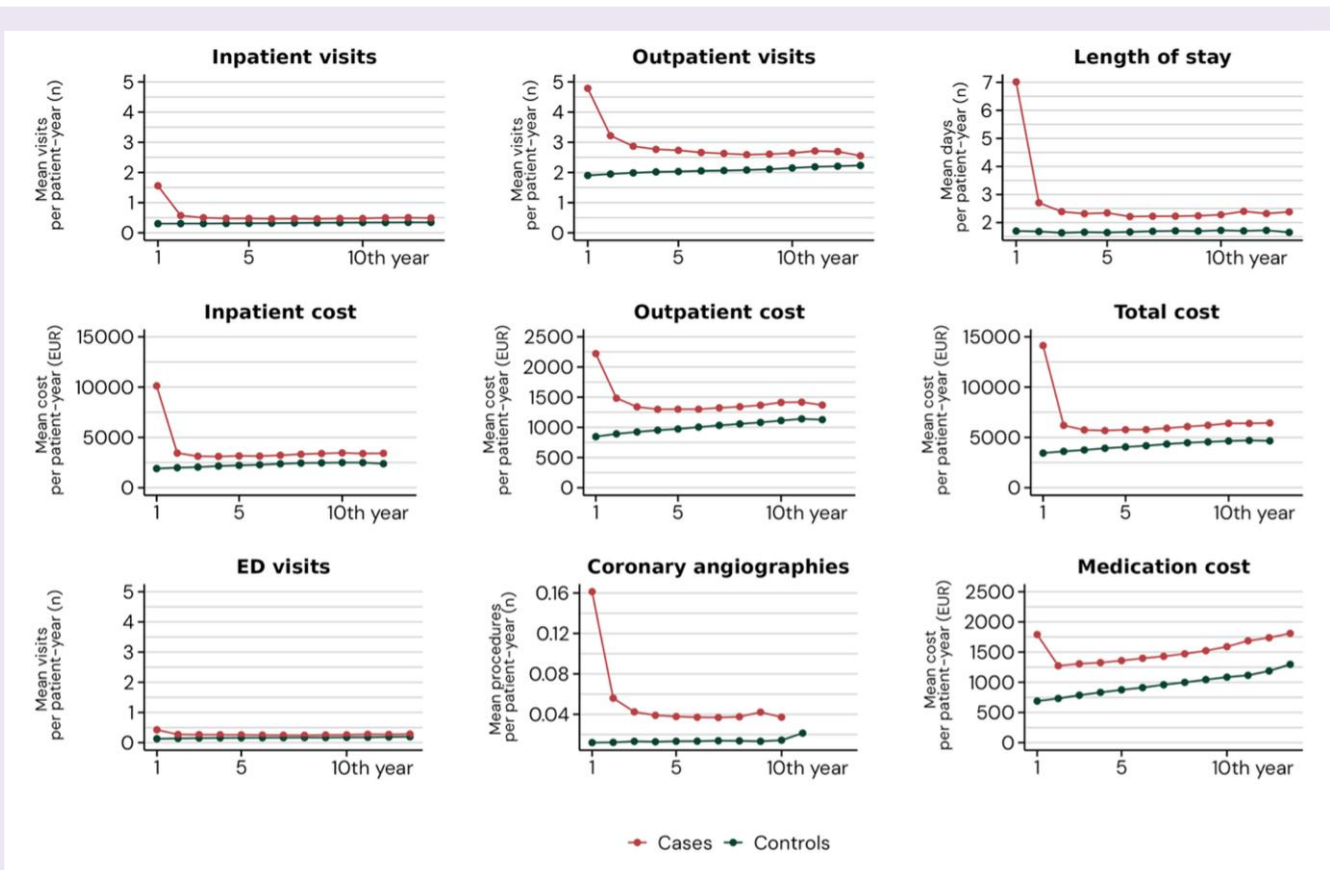 Inpatient visits
Mean visits
per patient-year (n)
5
4
3
2
1
0
1
5
10th year
Outpatient visits
Mean visits
per patient-year (n)
5
4
3
2
1
0
1
5
10th year
Length of stay
Mean days
per patient-year (n)
7
6
5
4
3
2
1
5
10th year
Inpatient cost
Mean cost
per patient-year (EUR)
15000
10000
5000
0
1
5
10th year
Outpatient cost
Mean cost
per patient-year (EUR)
2500
2000
1500
1000
500
0
1
5
10th year
Total cost
Mean cost
per patient-year (EUR)
15000
10000
5000
0
1
5
10th year
ED visits
Mean visits
per patient-year (n)
5
4
3
2
1
0
1
5
10th year
Coronary angiographies
Mean procedures
per patient-year (n)
0.16
0.12
0.08
0.04
1
5
10th year
Medication cost
Mean cost
per patient-year (EUR)
2500
2000
1500
1000
500
0
1
5
10th year
Cases
Controls